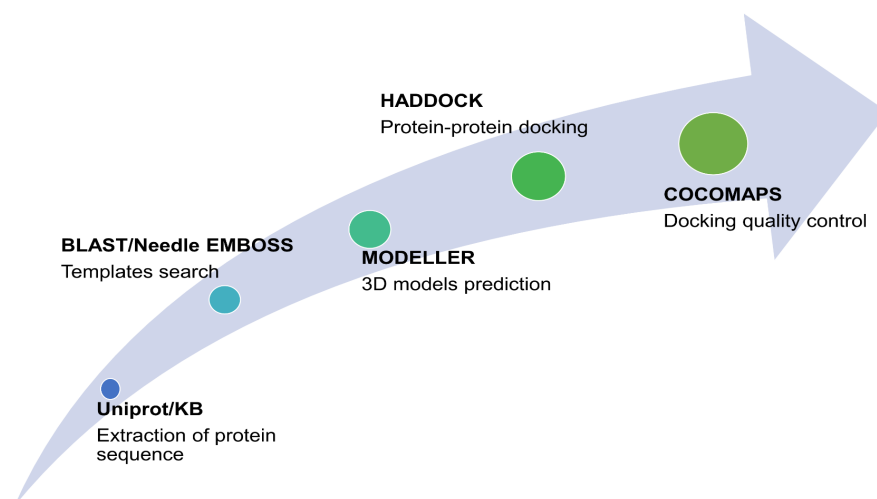 HADDOCK
Protein-protein docking
COCOMAPS
Docking quality control
BLAST/Needle EMBOSS
Templates search
MODELLER
3D models prediction
Uniprot/KB
Extraction of protein
sequence